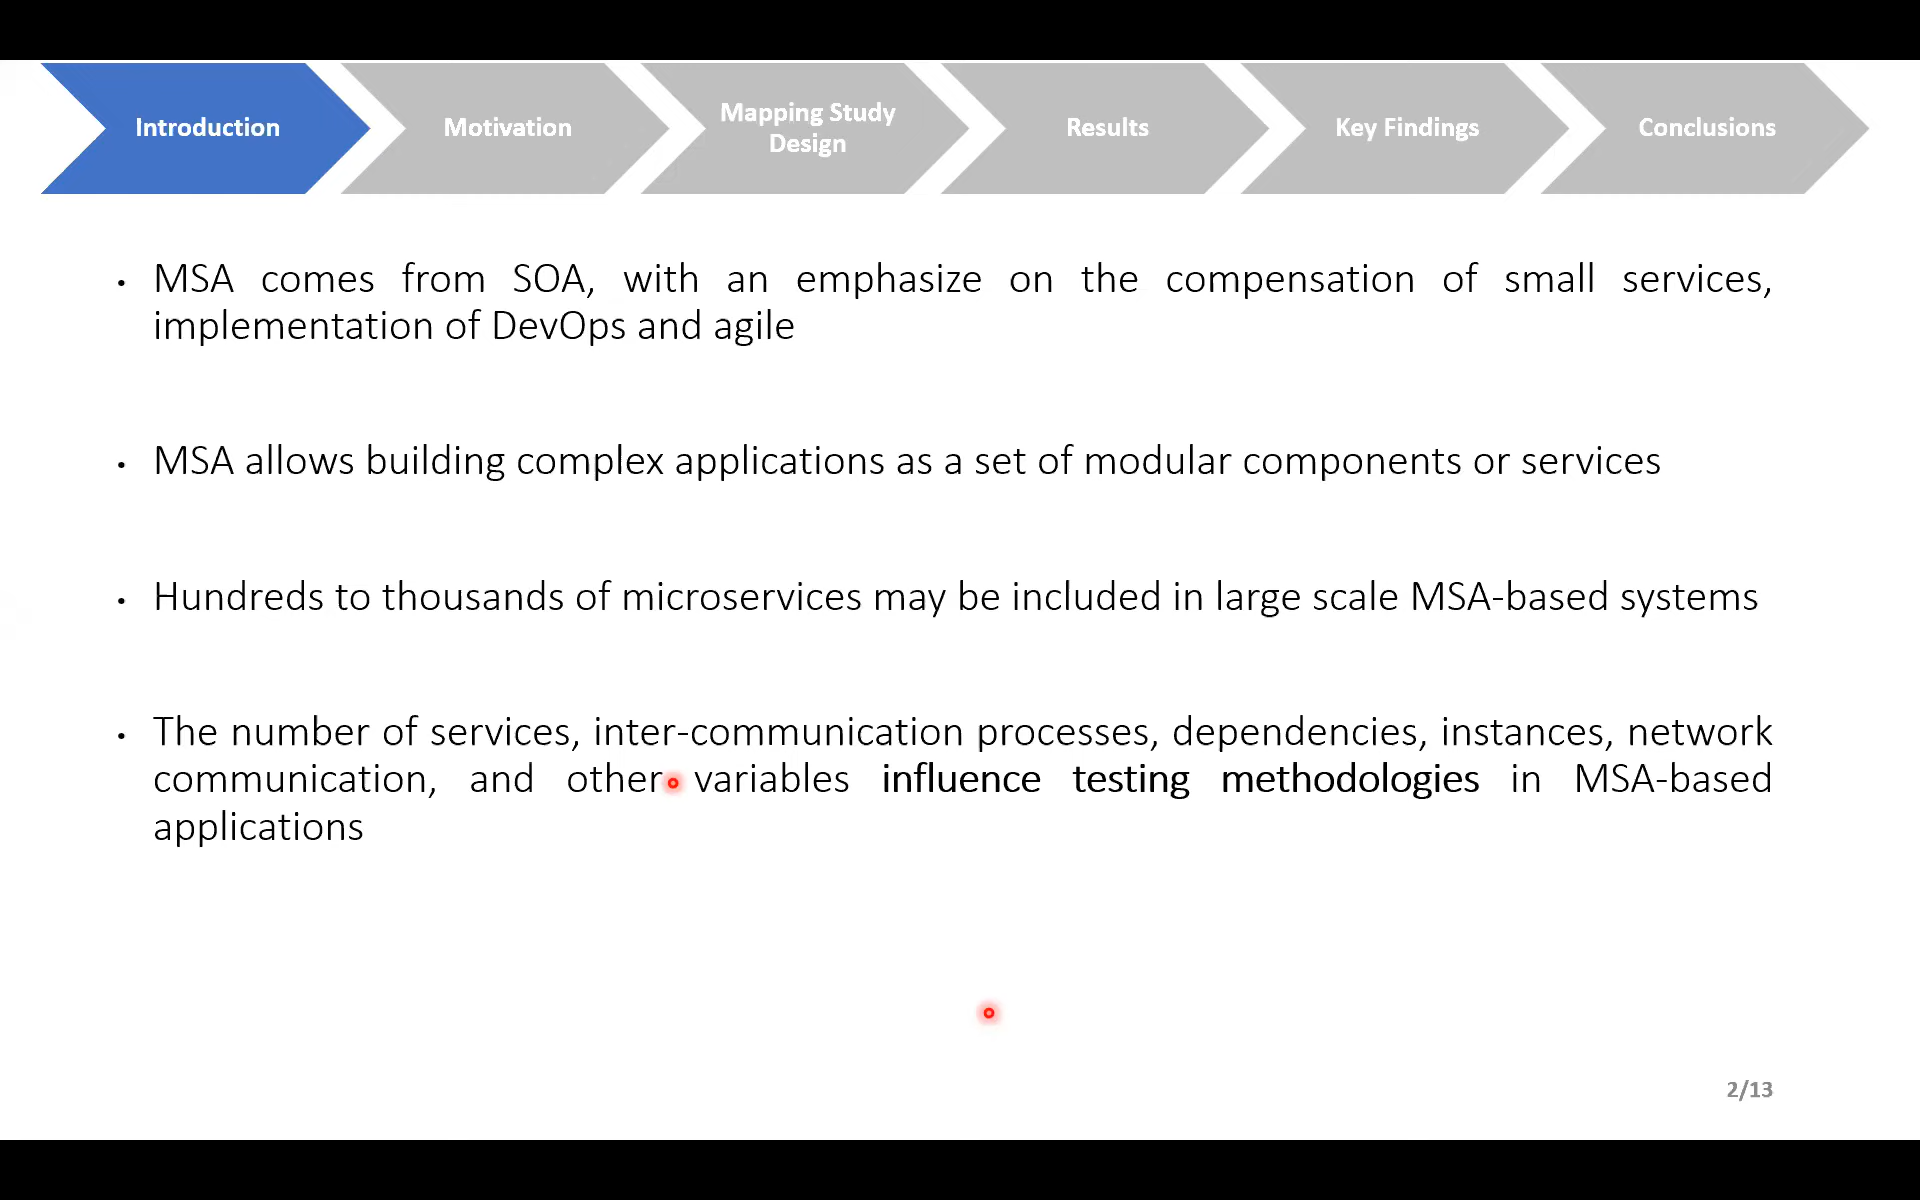 Introduction
Motivation
Mapping Study
Design
Results
Key Findings
Conclusions
• MSA comes from SOA, with an emphasize on the compensation of small services,
implementation of DevOps and agile
• MSA allows building complex applications as a set of modular components or services
• Hundreds to thousands of microservices may be included in large scale MSA-based systems
• The number of services, inter-communication processes, dependencies, instances, network
communication, and other variables influence testing methodologies in MSA-based
applications
2/13